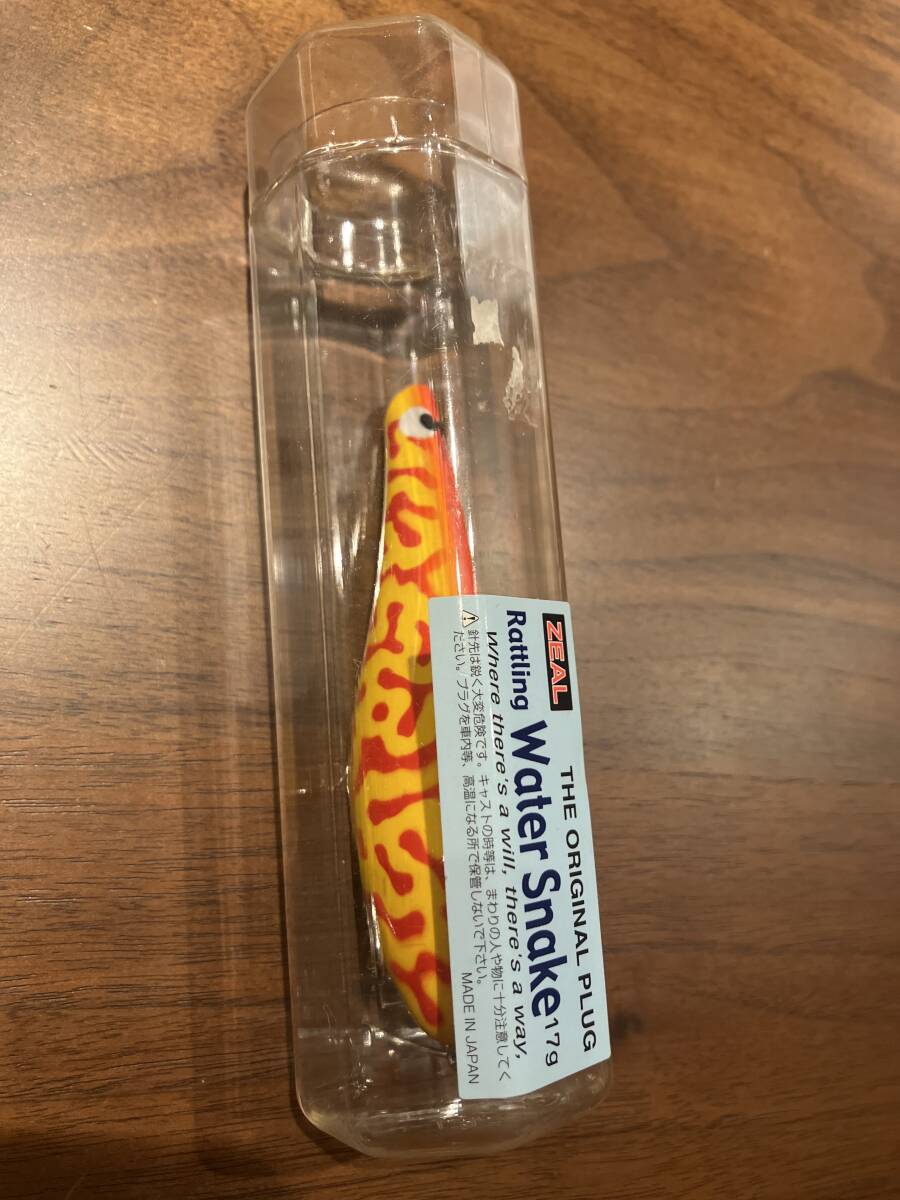 ZEAL
THE ORIGINAL PLUG
Rattling Water Snake 17g
Where there's a will, there's a way,
⚠針先は鋭く大変危険です。キャストの時等は、まわりの人や物に十分注意してく
ださい。プラグを車内等、高温になる所で保管しないで下さい。
MADE IN JAPAN